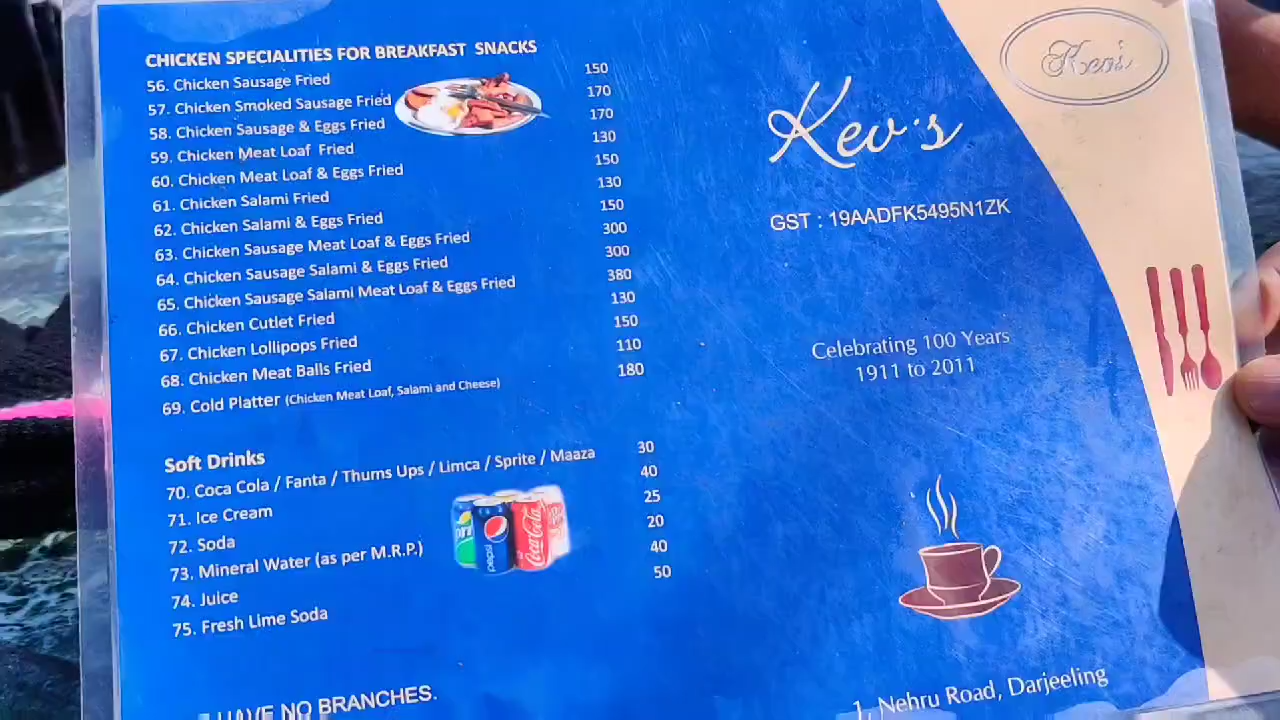 CHICKEN SPECIALITIES FOR BREAKFAST SNACKS
56. Chicken Sausage Fried 150
57. Chicken Smoked Sausage Fried 170
58. Chicken Sausage & Eggs Fried 170
59. Chicken Meat Loaf Fried 130
60. Chicken Meat Loaf & Eggs Fried 150
61. Chicken Salami Fried 130
62. Chicken Salami & Eggs Fried 150
63. Chicken Sausage Meat Loaf & Eggs Fried 300
64. Chicken Sausage Salami & Eggs Fried 300
65. Chicken Sausage Salami Meat Loaf & Eggs Fried 380
66. Chicken Cutlet Fried 130
67. Chicken Lollipops Fried 150
68. Chicken Meat Balls Fried 110
69. Cold Platter (Chicken Meat Loaf, Salami and Cheese) 180
Soft Drinks
70. Coca Cola / Fanta / Thums Ups / Limca / Sprite / Maaza 30
71. Ice Cream 40
72. Soda 25
73. Mineral Water (as per M.R.P.) 20
74. Juice 40
75. Fresh Lime Soda 50
pepsi
Coca-Cola
HAVE NO BRANCHES.
Kev's
Kev's
GST : 19AADFK5495N1ZK
Celebrating 100 Years
1911 to 2011
1, Nehru Road, Darjeeling